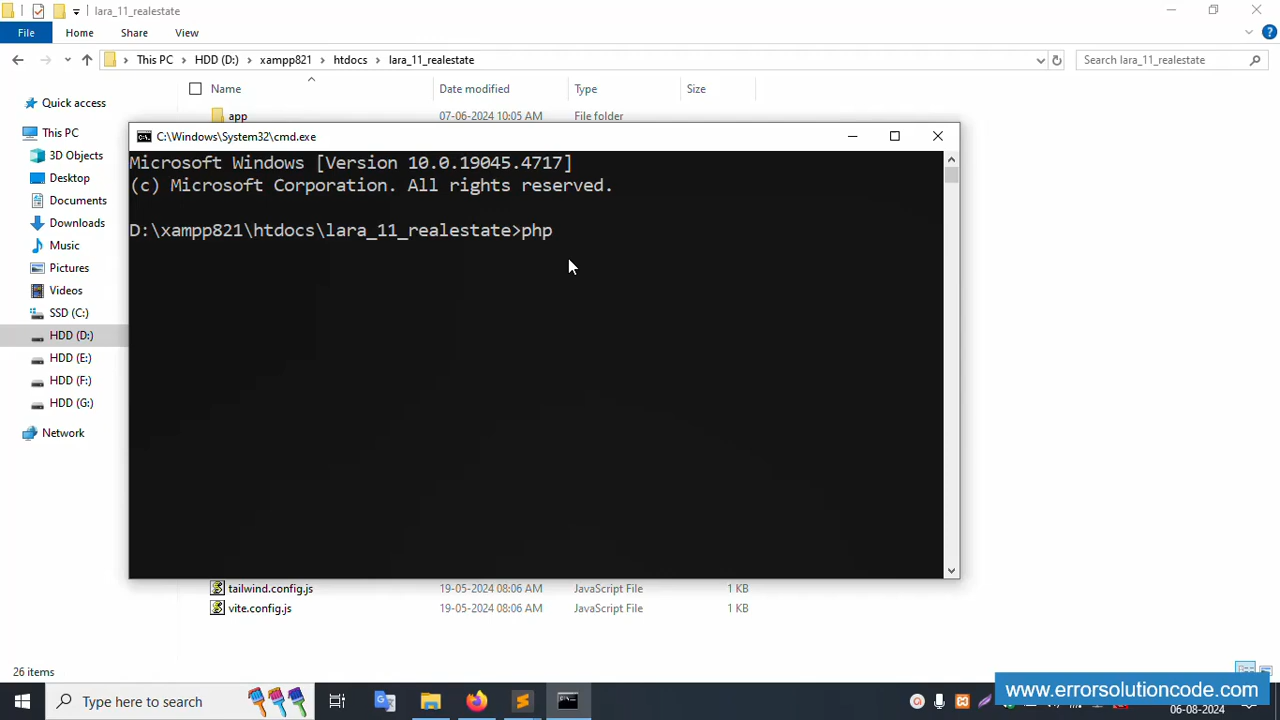 lara_11_realestate
File Home Share View
This PC HDD (D:) xampp821 htdocs lara_11_realestate Search lara_11_realestate
Name Date modified Type Size
Quick access
This PC
3D Objects
Desktop
Documents
Downloads
Music
Pictures
Videos
SSD (C:)
HDD (D:)
HDD (E:)
HDD (F:)
HDD (G:)
Network
app 07-06-2024 10:05 AM File folder
C:\Windows\System32\cmd.exe
Microsoft Windows [Version 10.0.19045.4717]
(c) Microsoft Corporation. All rights reserved.
D:\xampp821\htdocs\lara_11_realestate>php
tailwind.config.js 19-05-2024 08:06 AM JavaScript File 1 KB
vite.config.js 19-05-2024 08:06 AM JavaScript File 1 KB
26 items
Type here to search
www.errorsolutioncode.com
06-08-2024